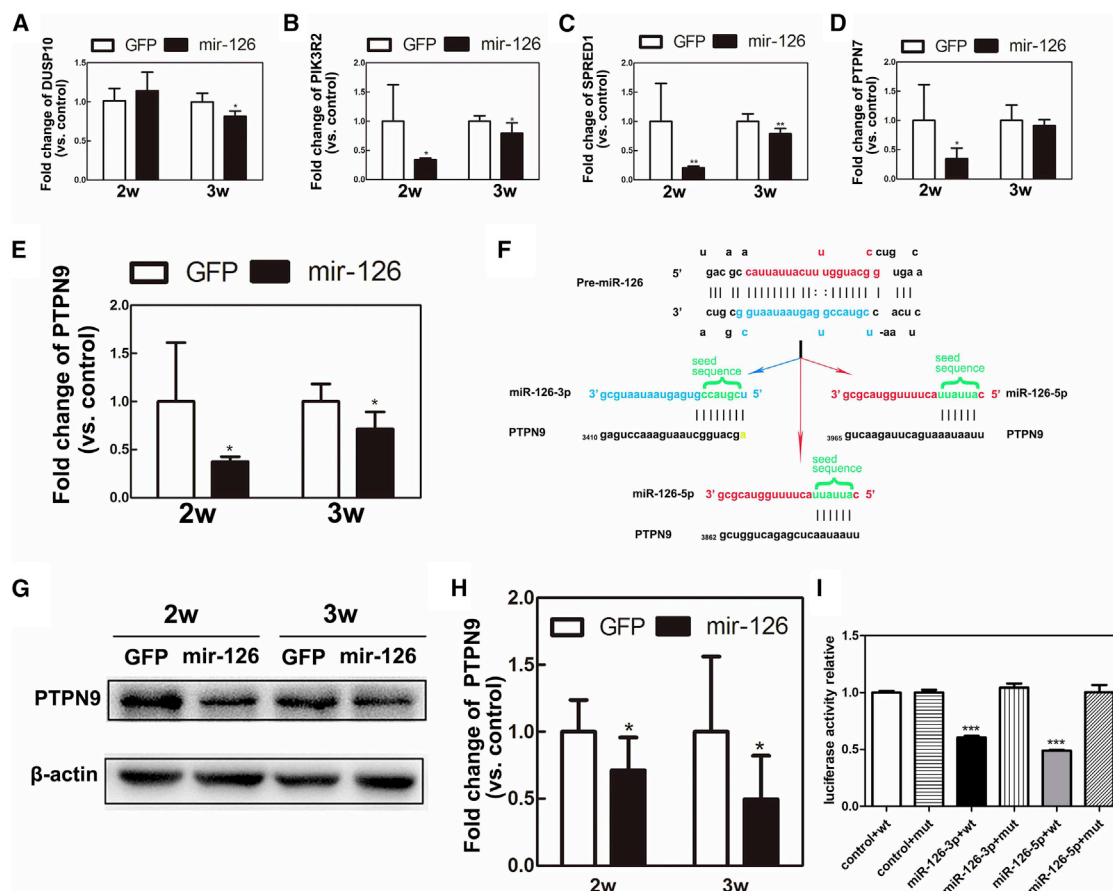 A
GFP mir-126
Fold change of DUSP10
(vs. control)
1.5
1.0
0.5
0.0
*
2w 3w
B
GFP mir-126
Fold change of PIK3R2
(vs. control)
2.0
1.5
1.0
0.5
0.0
* *
2w 3w
C
GFP mir-126
Fold chage of SPRED1
(vs. control)
2.0
1.5
1.0
0.5
0.0
** **
2w 3w
D
GFP mir-126
Fold change of PTPN7
(vs. control)
2.0
1.5
1.0
0.5
0.0
*
2w 3w
E
GFP mir-126
Fold change of PTPN9
(vs. control)
2.0
1.5
1.0
0.5
0.0
* *
2w 3w
F
u a a u c cug c
5' gac gc cauuauuacuu uugguacg g uga a
Pre-miR-126
3' cug cg guaauaaugag gccaugc c acu c
a g c u u -aa u
seed
sequence
miR-126-3p 3' gcguaauaaugagugccaugcu 5'
PTPN9 3410 gaguccaaaguaaucgguacga
seed
sequence
3' gcgcaugguuuucauuauuac 5' miR-126-5p
3965 gucaagauucaguaaauaauu PTPN9
seed
sequence
miR-126-5p 3' gcgcaugguuuucauuauuac 5'
PTPN9 3862 gcuggucagagcucaauaauu
G
2w 3w
GFP mir-126 GFP mir-126
PTPN9
β-actin
H
GFP mir-126
Fold change of PTPN9
(vs. control)
2.0
1.5
1.0
0.5
0.0
* *
2w 3w
I
luciferase activity relative
1.5
1.0
0.5
0.0
*** ***
control+wt
control+mut
miR-126-3p+wt
miR-126-3p+mut
miR-126-5p+wt
miR-126-5p+mut